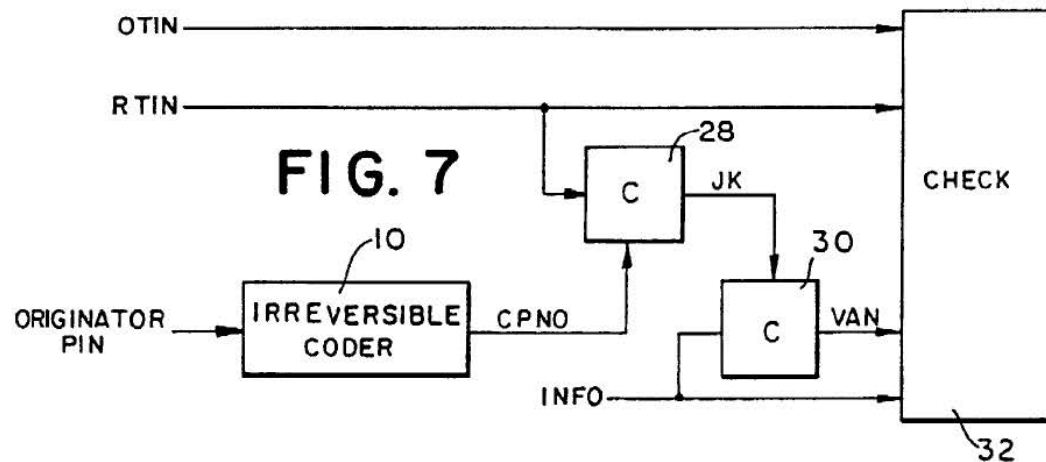 OTIN
RTIN
FIG. 7
28
C
JK
CHECK
10
30
ORIGINATOR
PIN
IRREVERSIBLE
CODER
CPNO
C
VAN
INFO
32